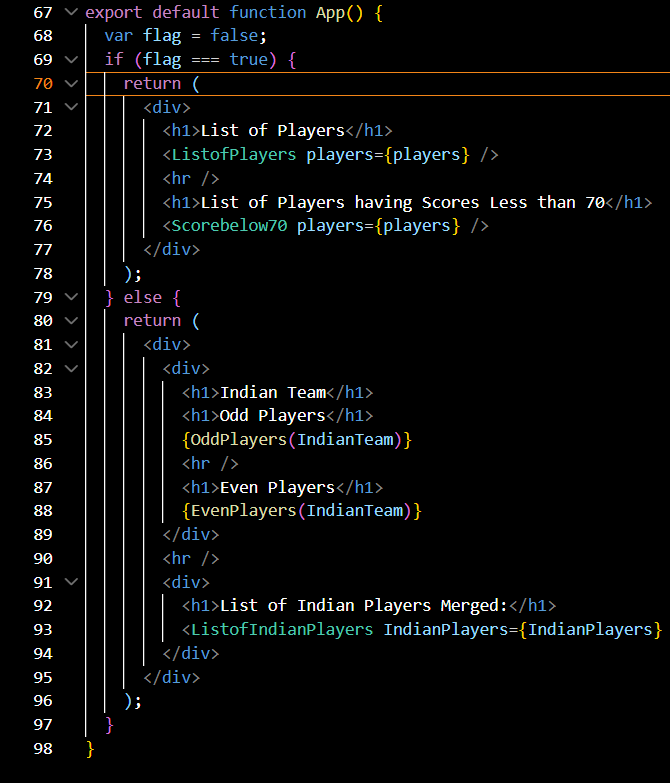 67 export default function App() {
68 var flag = false;
69 if (flag === true) {
70 return (
71 <div>
72 <h1>List of Players</h1>
73 <ListofPlayers players={players} />
74 <hr />
75 <h1>List of Players having Scores Less than 70</h1>
76 <Scorebelow70 players={players} />
77 </div>
78 );
79 } else {
80 return (
81 <div>
82 <div>
83 <h1>Indian Team</h1>
84 <h1>Odd Players</h1>
85 {OddPlayers(IndianTeam)}
86 <hr />
87 <h1>Even Players</h1>
88 {EvenPlayers(IndianTeam)}
89 </div>
90 <hr />
91 <div>
92 <h1>List of Indian Players Merged:</h1>
93 <ListofIndianPlayers IndianPlayers={IndianPlayers}
94 </div>
95 </div>
96 );
97 }
98 }